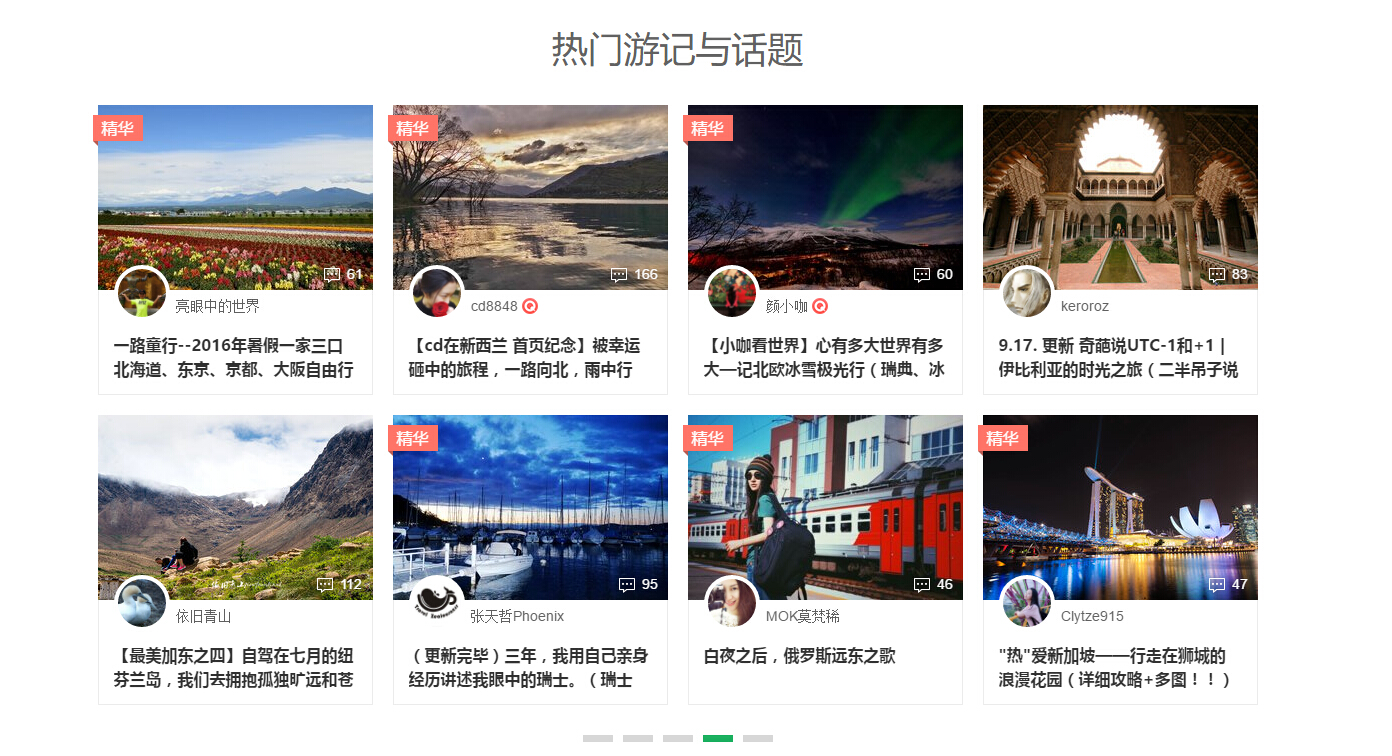 热门游记与话题
精华
61
亮眼中的世界
一路童行--2016年暑假一家三口
北海道、东京、京都、大阪自由行
精华
166
cd8848
【cd在新西兰 首页纪念】被幸运
砸中的旅程，一路向北，雨中行
精华
60
颜小咖
【小咖看世界】心有多大世界有多
大—记北欧冰雪极光行（瑞典、冰
83
keroroz
9.17. 更新 奇葩说UTC-1和+1 |
伊比利亚的时光之旅（二半吊子说
112
依旧青山
【最美加东之四】自驾在七月的纽
芬兰岛，我们去拥抱孤独旷远和苍
精华
95
张天哲Phoenix
（更新完毕）三年，我用自己亲身
经历讲述我眼中的瑞士。（瑞士
精华
46
MOK莫梵稀
白夜之后，俄罗斯远东之歌
精华
47
Clytze915
"热"爱新加坡——行走在狮城的
浪漫花园（详细攻略+多图！！）